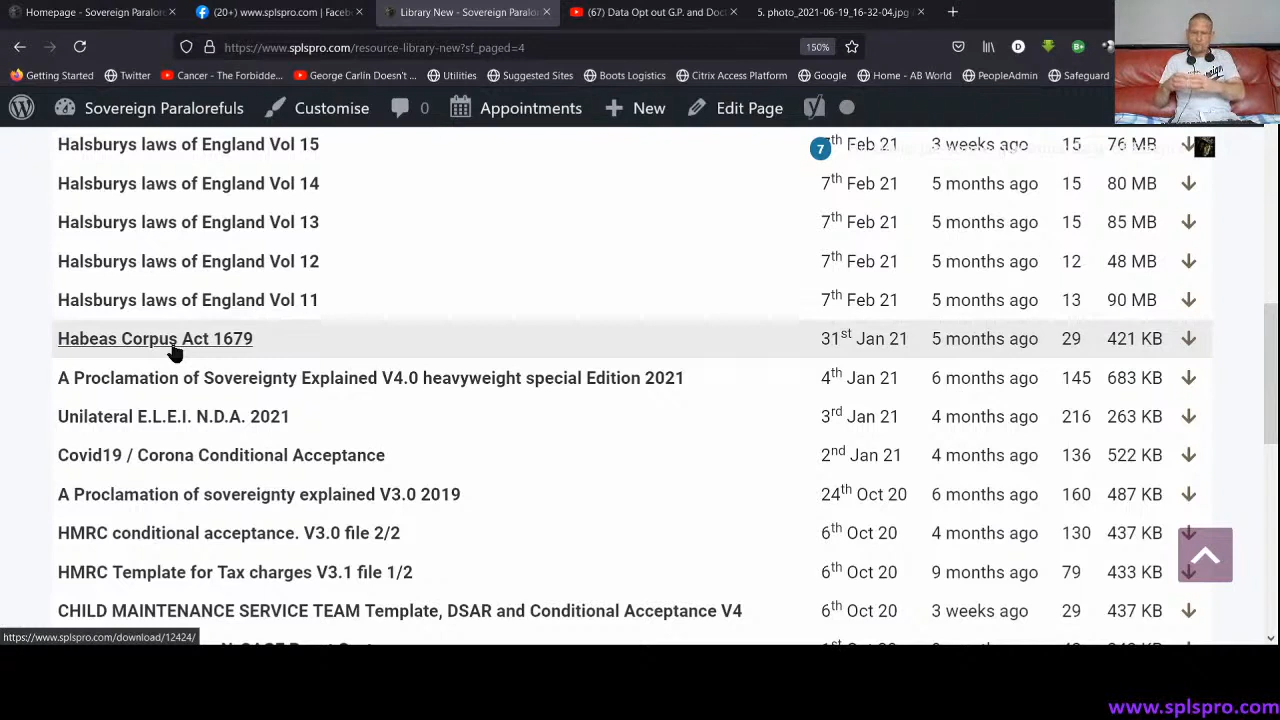 Homepage - Sovereign Paralore
(20+) www.splspro.com | Faceb
Library New - Sovereign Paralor
(67) Data Opt out G.P. and Doct
5. photo_2021-06-19_16-32-04.jpg /
https://www.splspro.com/resource-library-new?sf_paged=4
150%
Getting Started
Twitter
Cancer - The Forbidde...
George Carlin Doesn't ...
Utilities
Suggested Sites
Boots Logistics
Citrix Access Platform
Google
Home - AB World
PeopleAdmin
Safeguard
Sovereign Paralorefuls
Customise
0
Appointments
New
Edit Page
Halsburys laws of England Vol 15 7th Feb 21 3 weeks ago 15 76 MB
Halsburys laws of England Vol 14 7th Feb 21 5 months ago 15 80 MB
Halsburys laws of England Vol 13 7th Feb 21 5 months ago 15 85 MB
Halsburys laws of England Vol 12 7th Feb 21 5 months ago 12 48 MB
Halsburys laws of England Vol 11 7th Feb 21 5 months ago 13 90 MB
Habeas Corpus Act 1679 31st Jan 21 5 months ago 29 421 KB
A Proclamation of Sovereignty Explained V4.0 heavyweight special Edition 2021 4th Jan 21 6 months ago 145 683 KB
Unilateral E.L.E.I. N.D.A. 2021 3rd Jan 21 4 months ago 216 263 KB
Covid19 / Corona Conditional Acceptance 2nd Jan 21 4 months ago 136 522 KB
A Proclamation of sovereignty explained V3.0 2019 24th Oct 20 6 months ago 160 487 KB
HMRC conditional acceptance. V3.0 file 2/2 6th Oct 20 4 months ago 130 437 KB
HMRC Template for Tax charges V3.1 file 1/2 6th Oct 20 9 months ago 79 433 KB
CHILD MAINTENANCE SERVICE TEAM Template, DSAR and Conditional Acceptance V4 6th Oct 20 3 weeks ago 29 437 KB
https://www.splspro.com/download/12424/
www.splspro.com